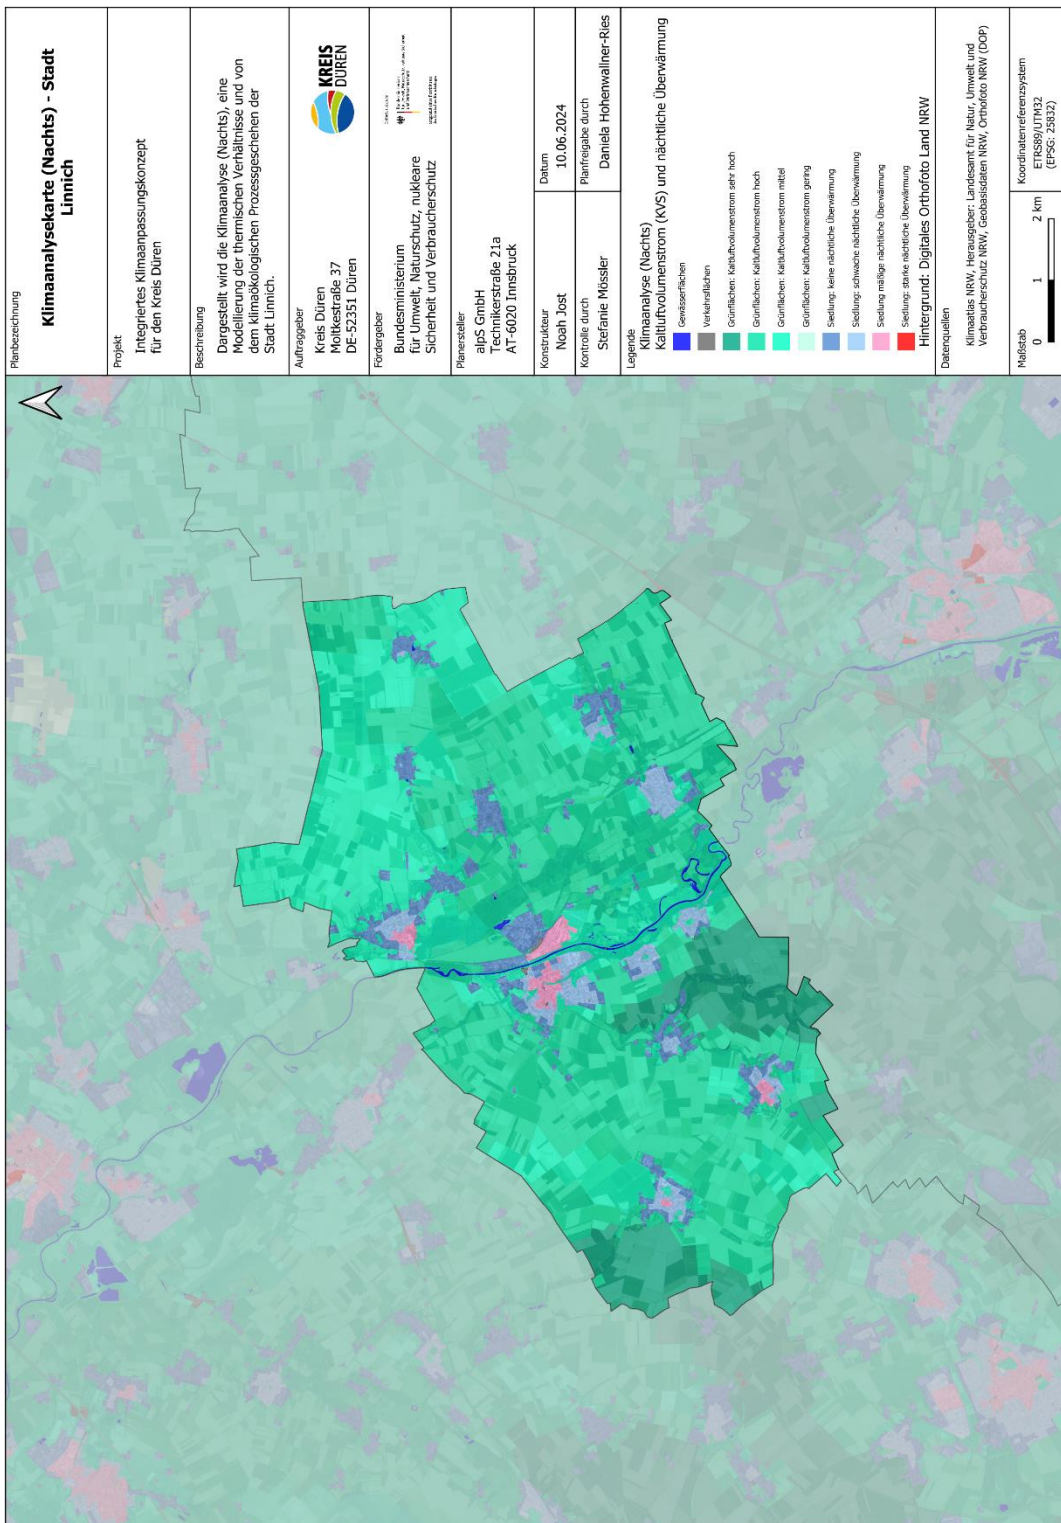 Planbezeichnung
Klimaanalysekarte (Nachts) - Stadt
Linnich
Projekt
Integriertes Klimaanpassungskonzept
für den Kreis Düren
Beschreibung
Dargestellt wird die Klimaanalyse (Nachts), eine
Modellierung der thermischen Verhältnisse und von
dem klimaökologischen Prozessgeschehen der
Stadt Linnich.
Auftraggeber
Kreis Düren
Moltkestraße 37
DE-52351 Düren
KREIS
DÜREN
Fördergeber
Bundesministerium
für Umwelt, Naturschutz, nukleare
Sicherheit und Verbraucherschutz
Planersteller
alpS GmbH
Technikerstraße 21a
AT-6020 Innsbruck
Konstrukteur
Noah Jost
Datum
10.06.2024
Kontrolle durch
Stefanie Mössler
Planfreigabe durch
Daniela Hohenwallner-Ries
Legende
Klimaanalyse (Nachts)
Kaltluftvolumenstrom (KVS) und nächtliche Überwärmung
Gewässerflächen
Verkehrsflächen
Grünflächen: Kaltluftvolumenstrom sehr hoch
Grünflächen: Kaltluftvolumenstrom hoch
Grünflächen: Kaltluftvolumenstrom mittel
Grünflächen: Kaltluftvolumenstrom gering
Siedlung: keine nächtliche Überwärmung
Siedlung: schwache nächtliche Überwärmung
Siedlung mäßige nächtliche Überwärmung
Siedlung: starke nächtliche Überwärmung
Hintergrund: Digitales Orthofoto Land NRW
Datenquellen
Klimaatlas NRW, Herausgeber: Landesamt für Natur, Umwelt und
Verbraucherschutz NRW, Geobasisdaten NRW, Orthofoto NRW (DOP)
Maßstab
0 1 2 km
Koordinatenreferenzsystem
ETRS89/UTM32
(EPSG: 25832)